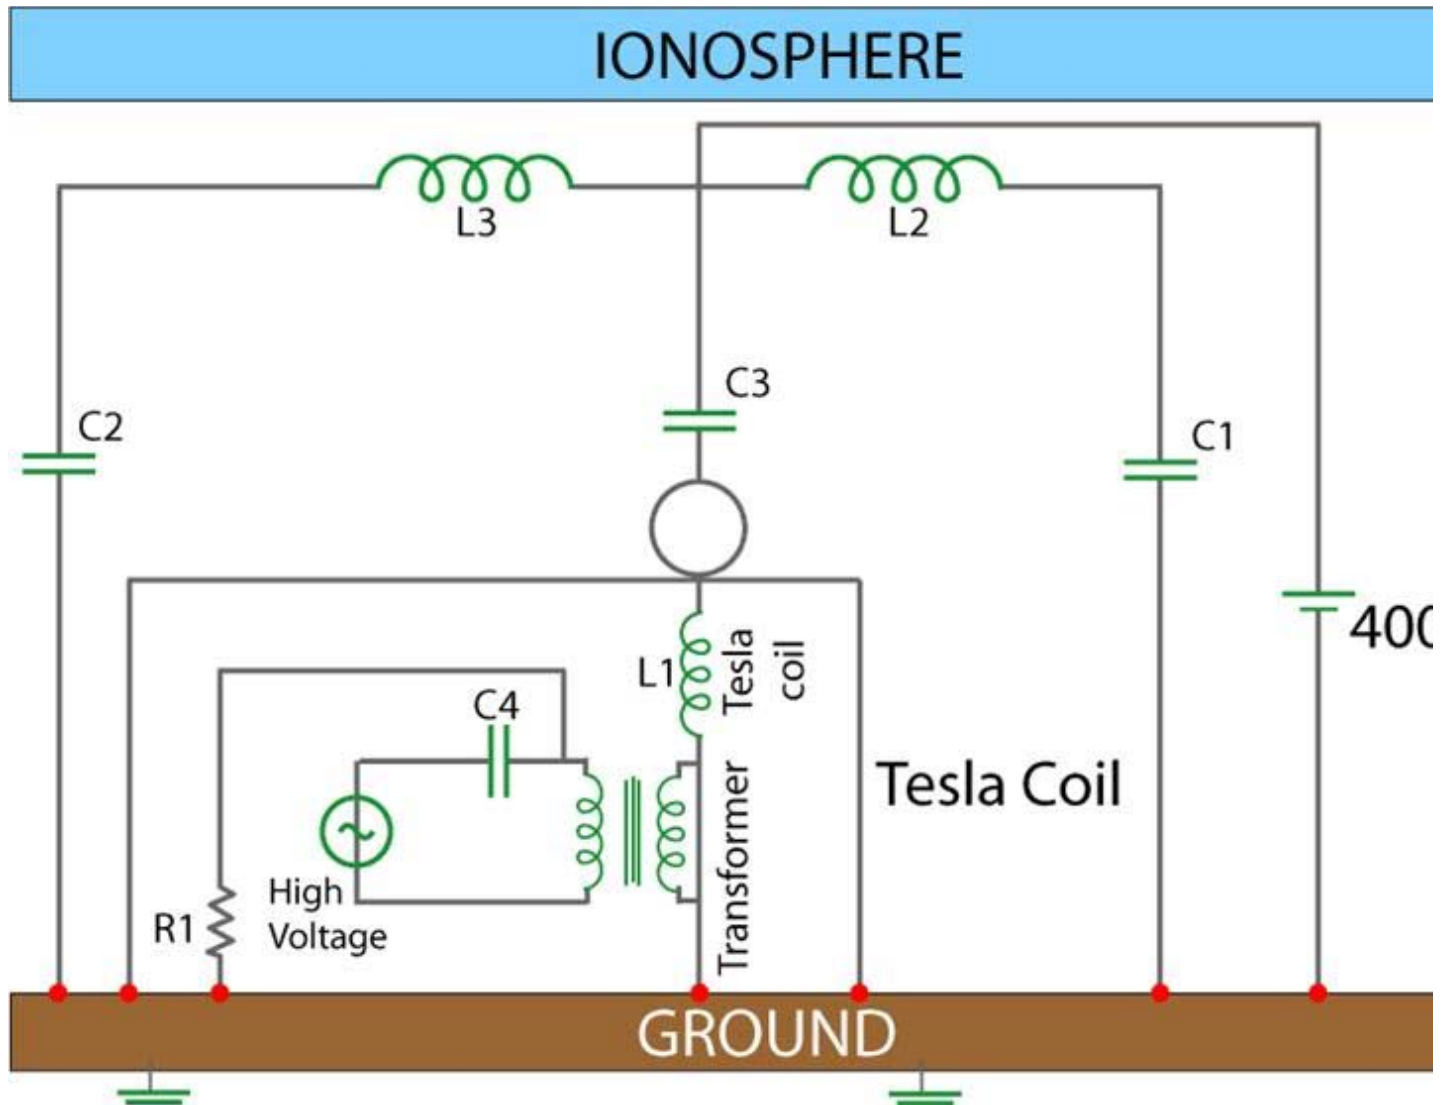 IONOSPHERE
L3
L2
C3
C2
C1
400
L1
Tesla
coil
C4
Tesla Coil
High
Voltage
R1
Transformer
GROUND